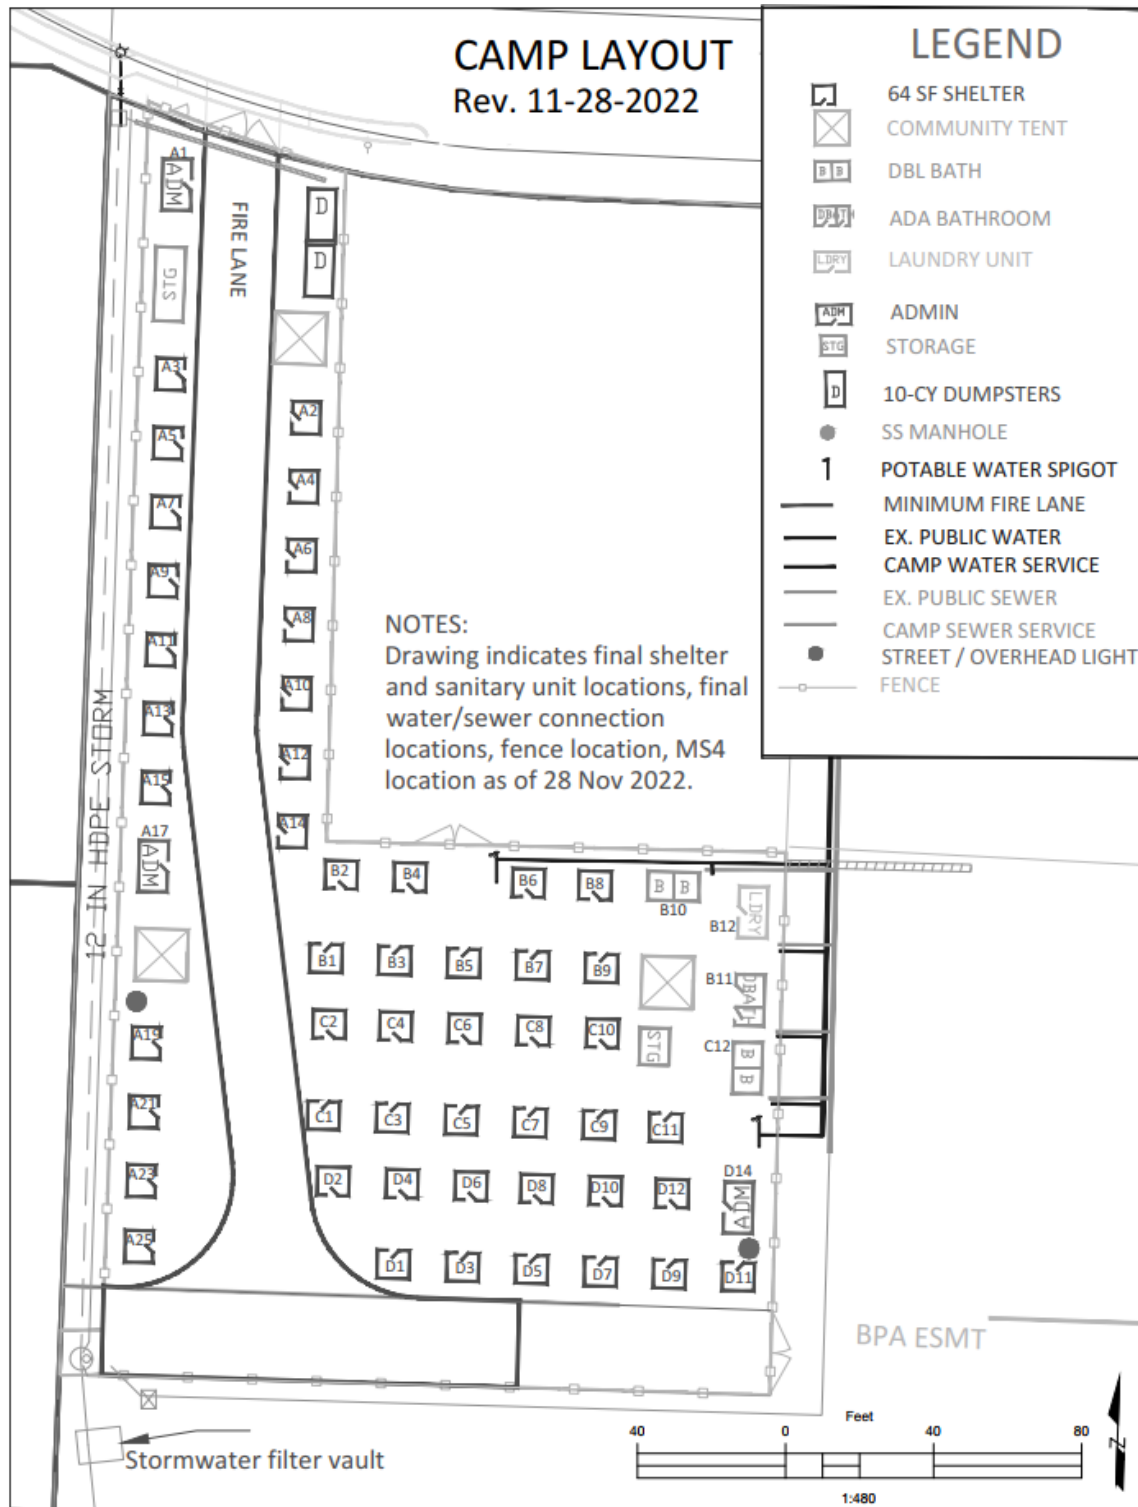 CAMP LAYOUT
Rev. 11-28-2022
LEGEND
64 SF SHELTER
COMMUNITY TENT
B B
DBL BATH
DBATH
ADA BATHROOM
LDRY
LAUNDRY UNIT
ADM
ADMIN
STG
STORAGE
D
10-CY DUMPSTERS
SS MANHOLE
POTABLE WATER SPIGOT
MINIMUM FIRE LANE
EX. PUBLIC WATER
CAMP WATER SERVICE
EX. PUBLIC SEWER
CAMP SEWER SERVICE
STREET / OVERHEAD LIGHT
FENCE
A1
ADM
FIRE LANE
D
D
STG
A3
A2
A5
A4
A7
A6
A9
A8
A11
A10
A13
A12
A15
A14
A17
ADM
12 IN HDPE STORM
NOTES:
Drawing indicates final shelter
and sanitary unit locations, final
water/sewer connection
locations, fence location, MS4
location as of 28 Nov 2022.
B2
B4
B6
B8
B B
B10
LDRY
B12
B1
B3
B5
B7
B9
B11
DBATH
A19
C2
C4
C6
C8
C10
STG
C12
B
B
A21
C1
C3
C5
C7
C9
C11
A23
D2
D4
D6
D8
D10
D12
D14
ADM
A25
D1
D3
D5
D7
D9
D11
BPA ESMT
Stormwater filter vault
Feet
40 0 40 80
1:480
N